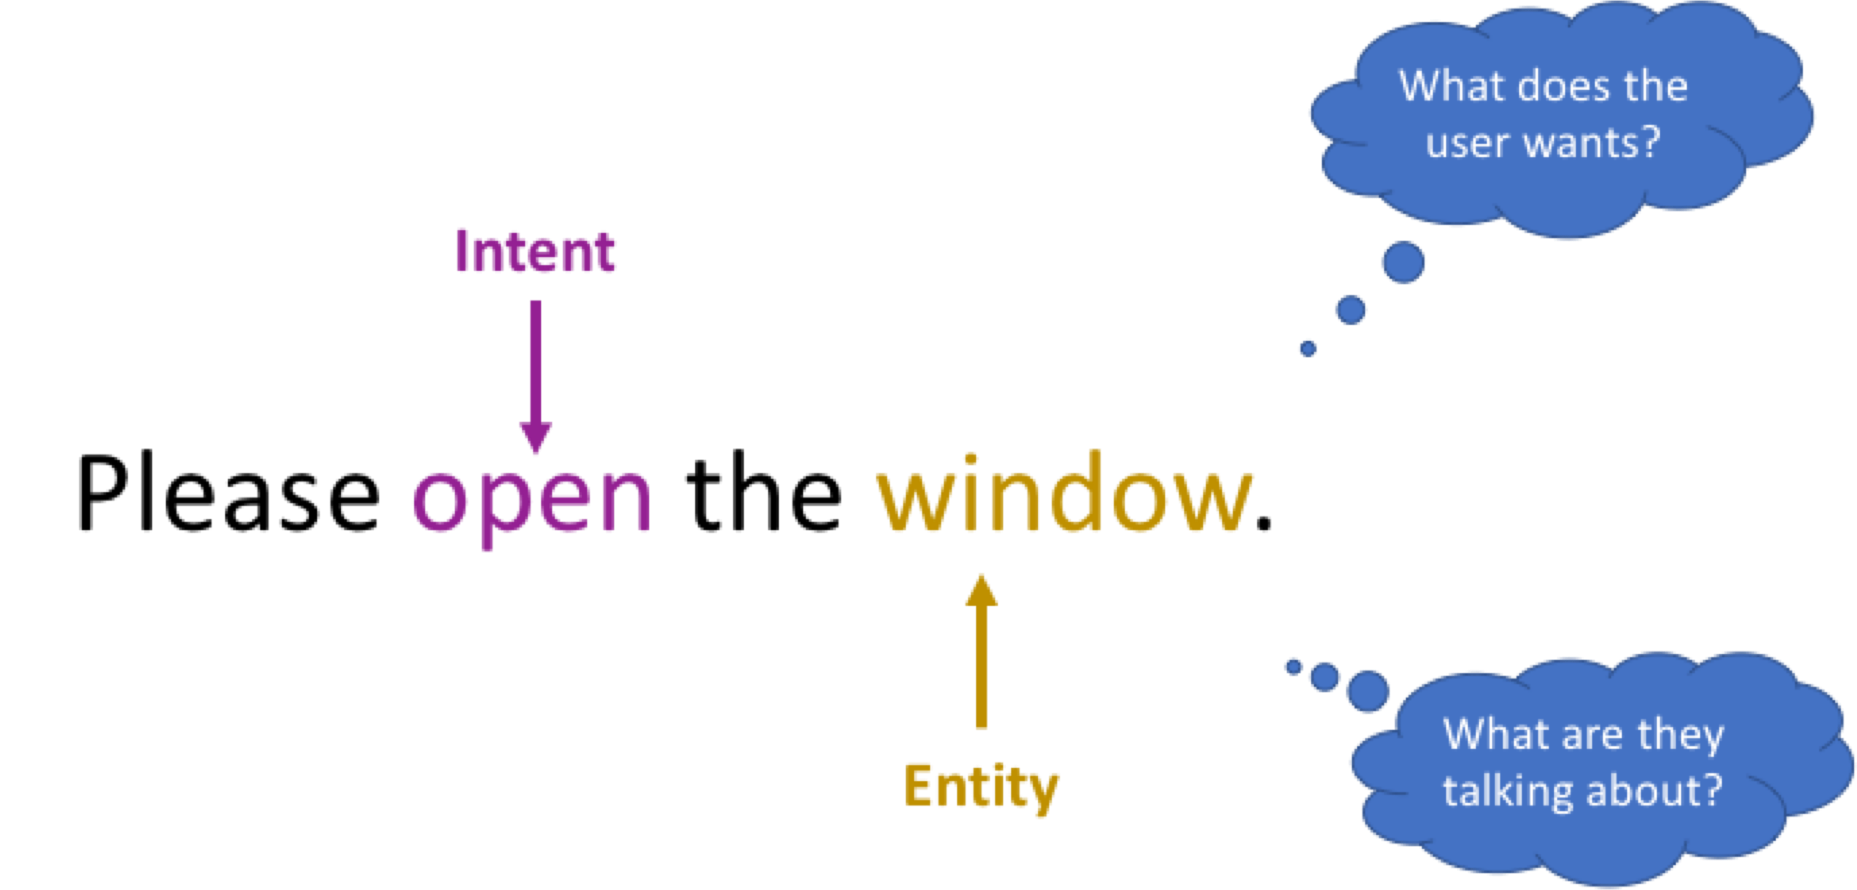 What does the
user wants?
Intent
Please open the window.
Entity
What are they
talking about?